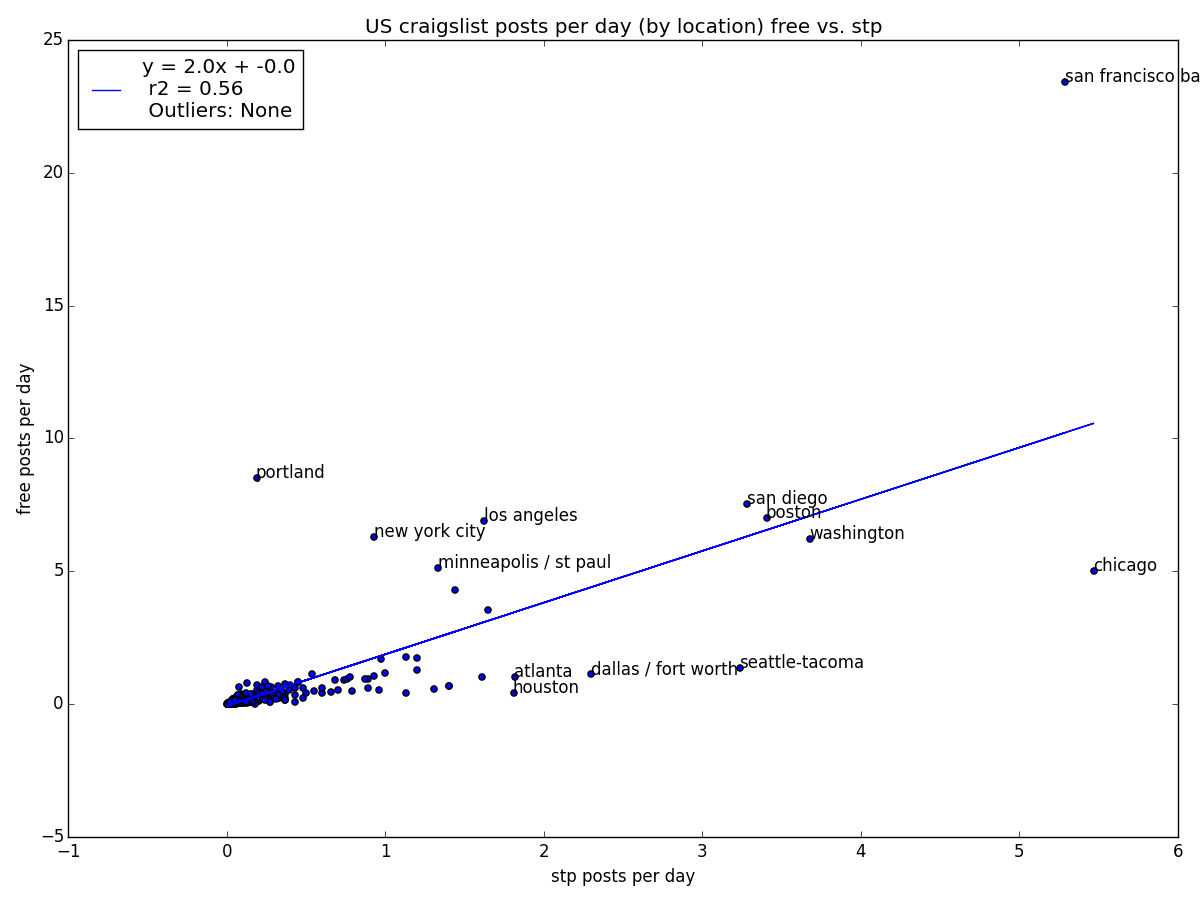 US craigslist posts per day (by location) free vs. stp
y = 2.0x + -0.0
r2 = 0.56
Outliers: None
25
20
15
10
5
0
−5
free posts per day
san francisco ba
portland
los angeles
new york city
minneapolis / st paul
san diego
boston
washington
chicago
atlanta
houston
dallas / fort worth
seattle-tacoma
−1 0 1 2 3 4 5 6
stp posts per day